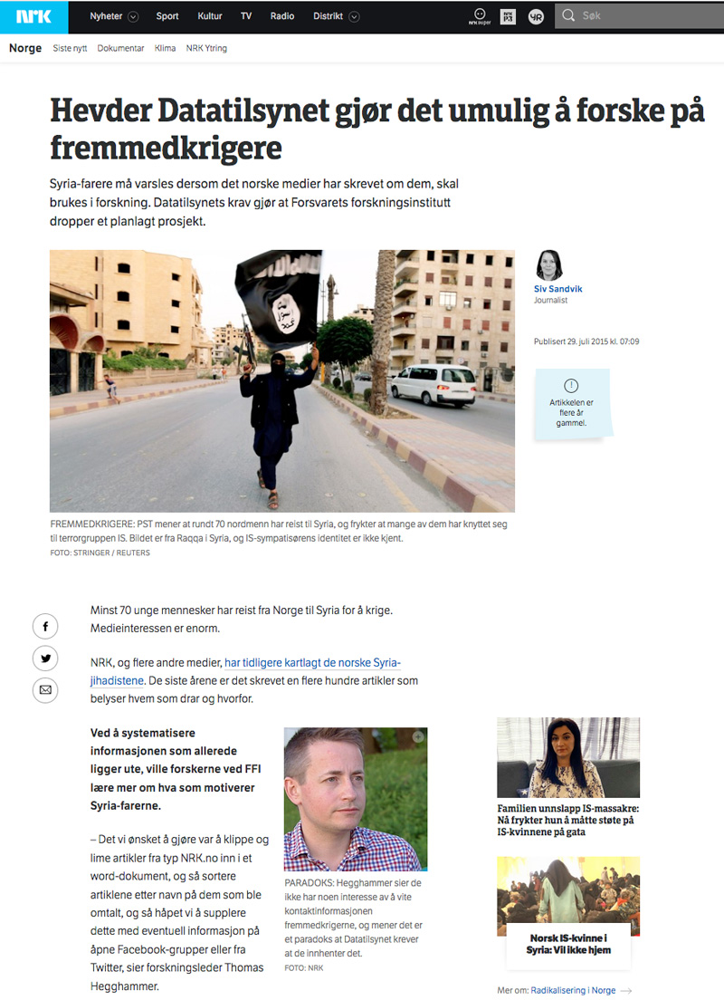 NRK
Nyheter
Sport
Kultur
TV
Radio
Distrikt
NRK super
NRK P3
YR
Søk
Norge
Siste nytt
Dokumentar
Klima
NRK Ytring
Hevder Datatilsynet gjør det umulig å forske på
fremmedkrigere
Syria-farere må varsles dersom det norske medier har skrevet om dem, skal
brukes i forskning. Datatilsynets krav gjør at Forsvarets forskningsinstitutt
dropper et planlagt prosjekt.
Siv Sandvik
Journalist
Publisert 29. juli 2015 kl. 07:09
Artikkelen er
flere år
gammel.
FREMMEDKRIGERE: PST mener at rundt 70 nordmenn har reist til Syria, og frykter at mange av dem har knyttet seg
til terrorgruppen IS. Bildet er fra Raqqa i Syria, og IS-sympatisørens identitet er ikke kjent.
FOTO: STRINGER / REUTERS
Minst 70 unge mennesker har reist fra Norge til Syria for å krige.
Medieinteressen er enorm.
NRK, og flere andre medier, har tidligere kartlagt de norske Syria-
jihadistene. De siste årene er det skrevet en flere hundre artikler som
belyser hvem som drar og hvorfor.
Ved å systematisere
informasjonen som allerede
ligger ute, ville forskerne ved FFI
lære mer om hva som motiverer
Syria-farerne.
– Det vi ønsket å gjøre var å klippe og
lime artikler fra typ NRK.no inn i et
word-dokument, og så sortere
artiklene etter navn på dem som ble
omtalt, og så håpet vi å supplere
dette med eventuell informasjon på
åpne Facebook-grupper eller fra
Twitter, sier forskningsleder Thomas
Hegghammer.
PARADOKS: Hegghammer sier de
ikke har noen interesse av å vite
kontaktinformasjonen
fremmedkrigerne, og mener det er
et paradoks at Datatilsynet krever
at de innhenter det.
FOTO: NRK
Familien unnslapp IS-massakre:
Nå frykter hun å måtte støte på
IS-kvinnene på gata
Norsk IS-kvinne i
Syria: Vil ikke hjem
Mer om: Radikalisering i Norge